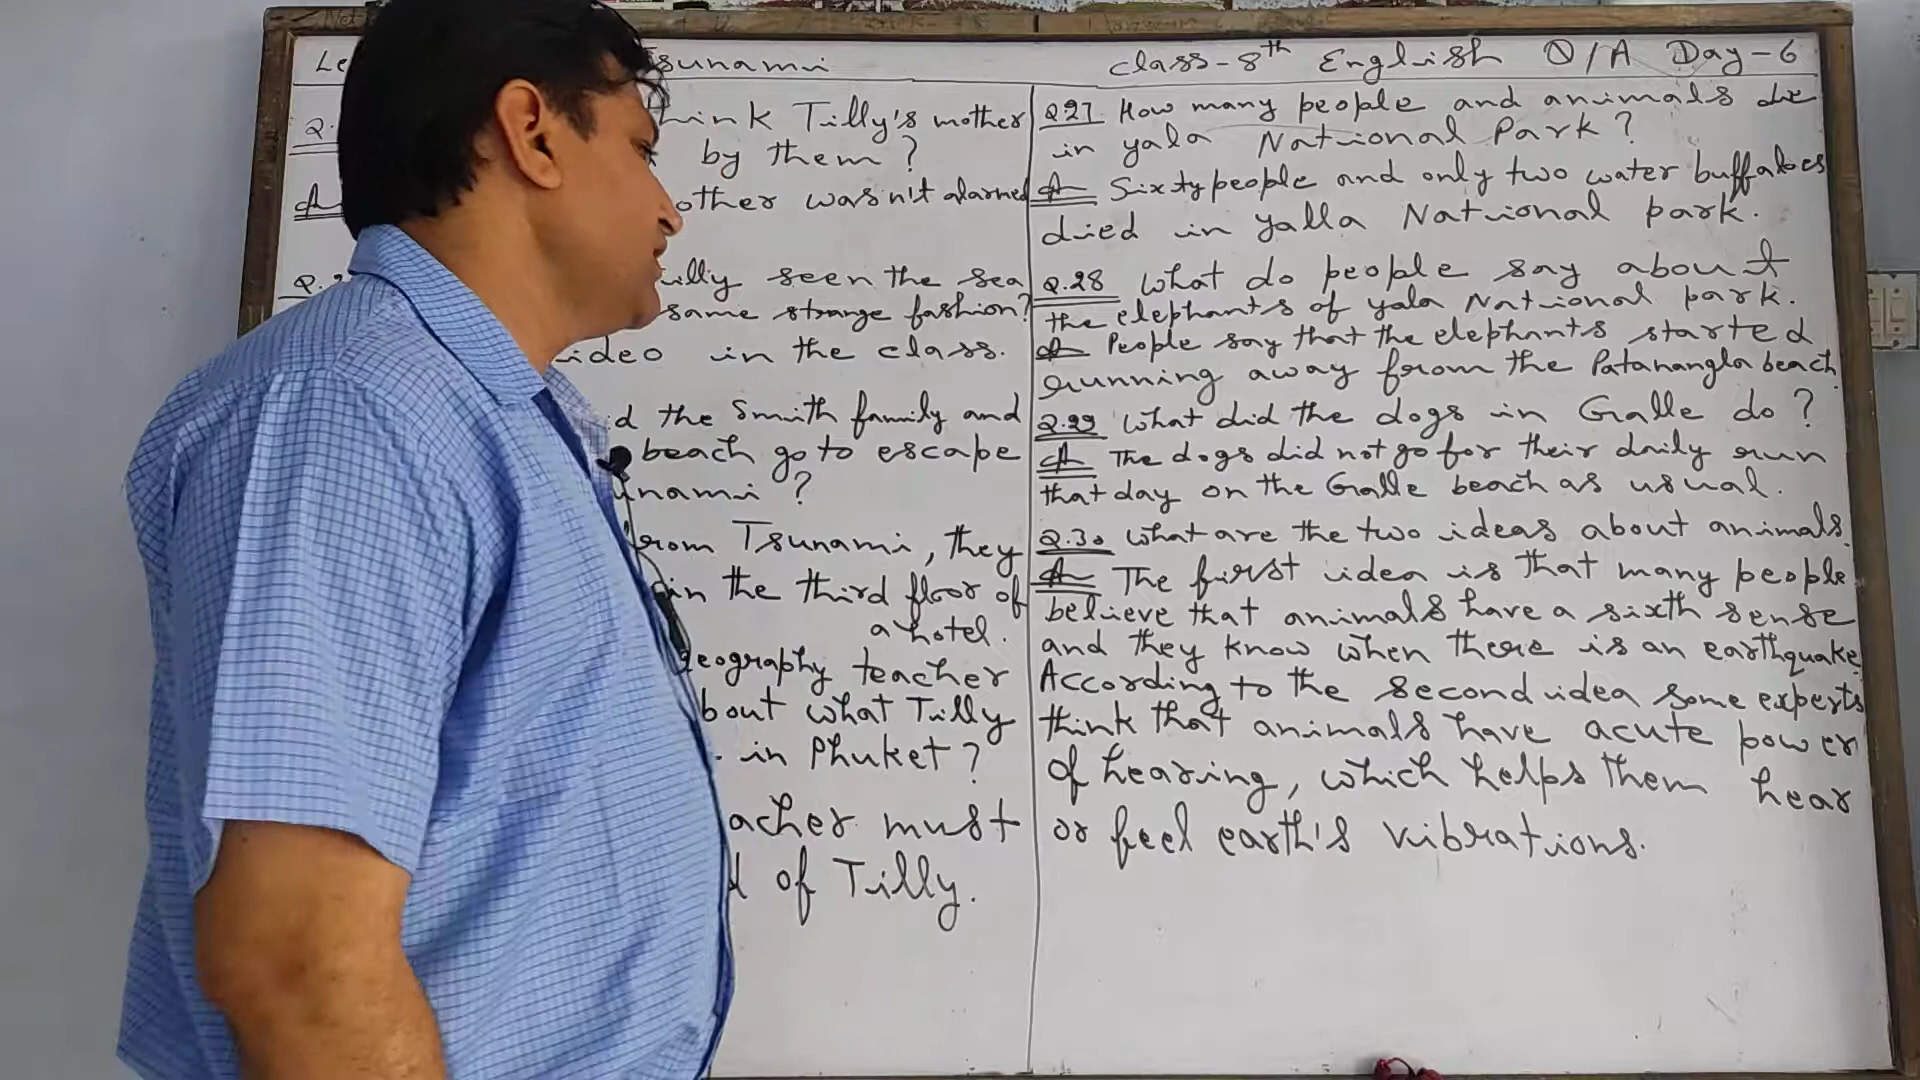 Le
Tsunami
class-8th English Q/A Day-6
Q.
think Tilly's mother
by them?
A
other wasn't alarmed
Q.2
illy seen the sea
same strange fashion?
ideo in the class.
d the Smith family and
beach go to escape
unami ?
from Tsunami, they
in the third floor of
a hotel.
geography teacher
bout what Tilly
in Phuket?
acher must
d of Tilly.
Q27. How many people and animals die
in yala National Park ?
A Sixty people and only two water buffaloes
died in yalla National park.
Q.28 What do people say about
the elephants of yala National park.
A People say that the elephants started
running away from the Patanangla beach
Q.29 What did the dogs in Galle do ?
A The dogs did not go for their daily run
that day on the Galle beach as usual.
Q.30 What are the two ideas about animals.
A The first idea is that many people
believe that animals have a sixth sense
and they know when there is an earthquake
According to the second idea some experts
think that animals have acute power
of hearing, which helps them hear
or feel earth's vibrations.